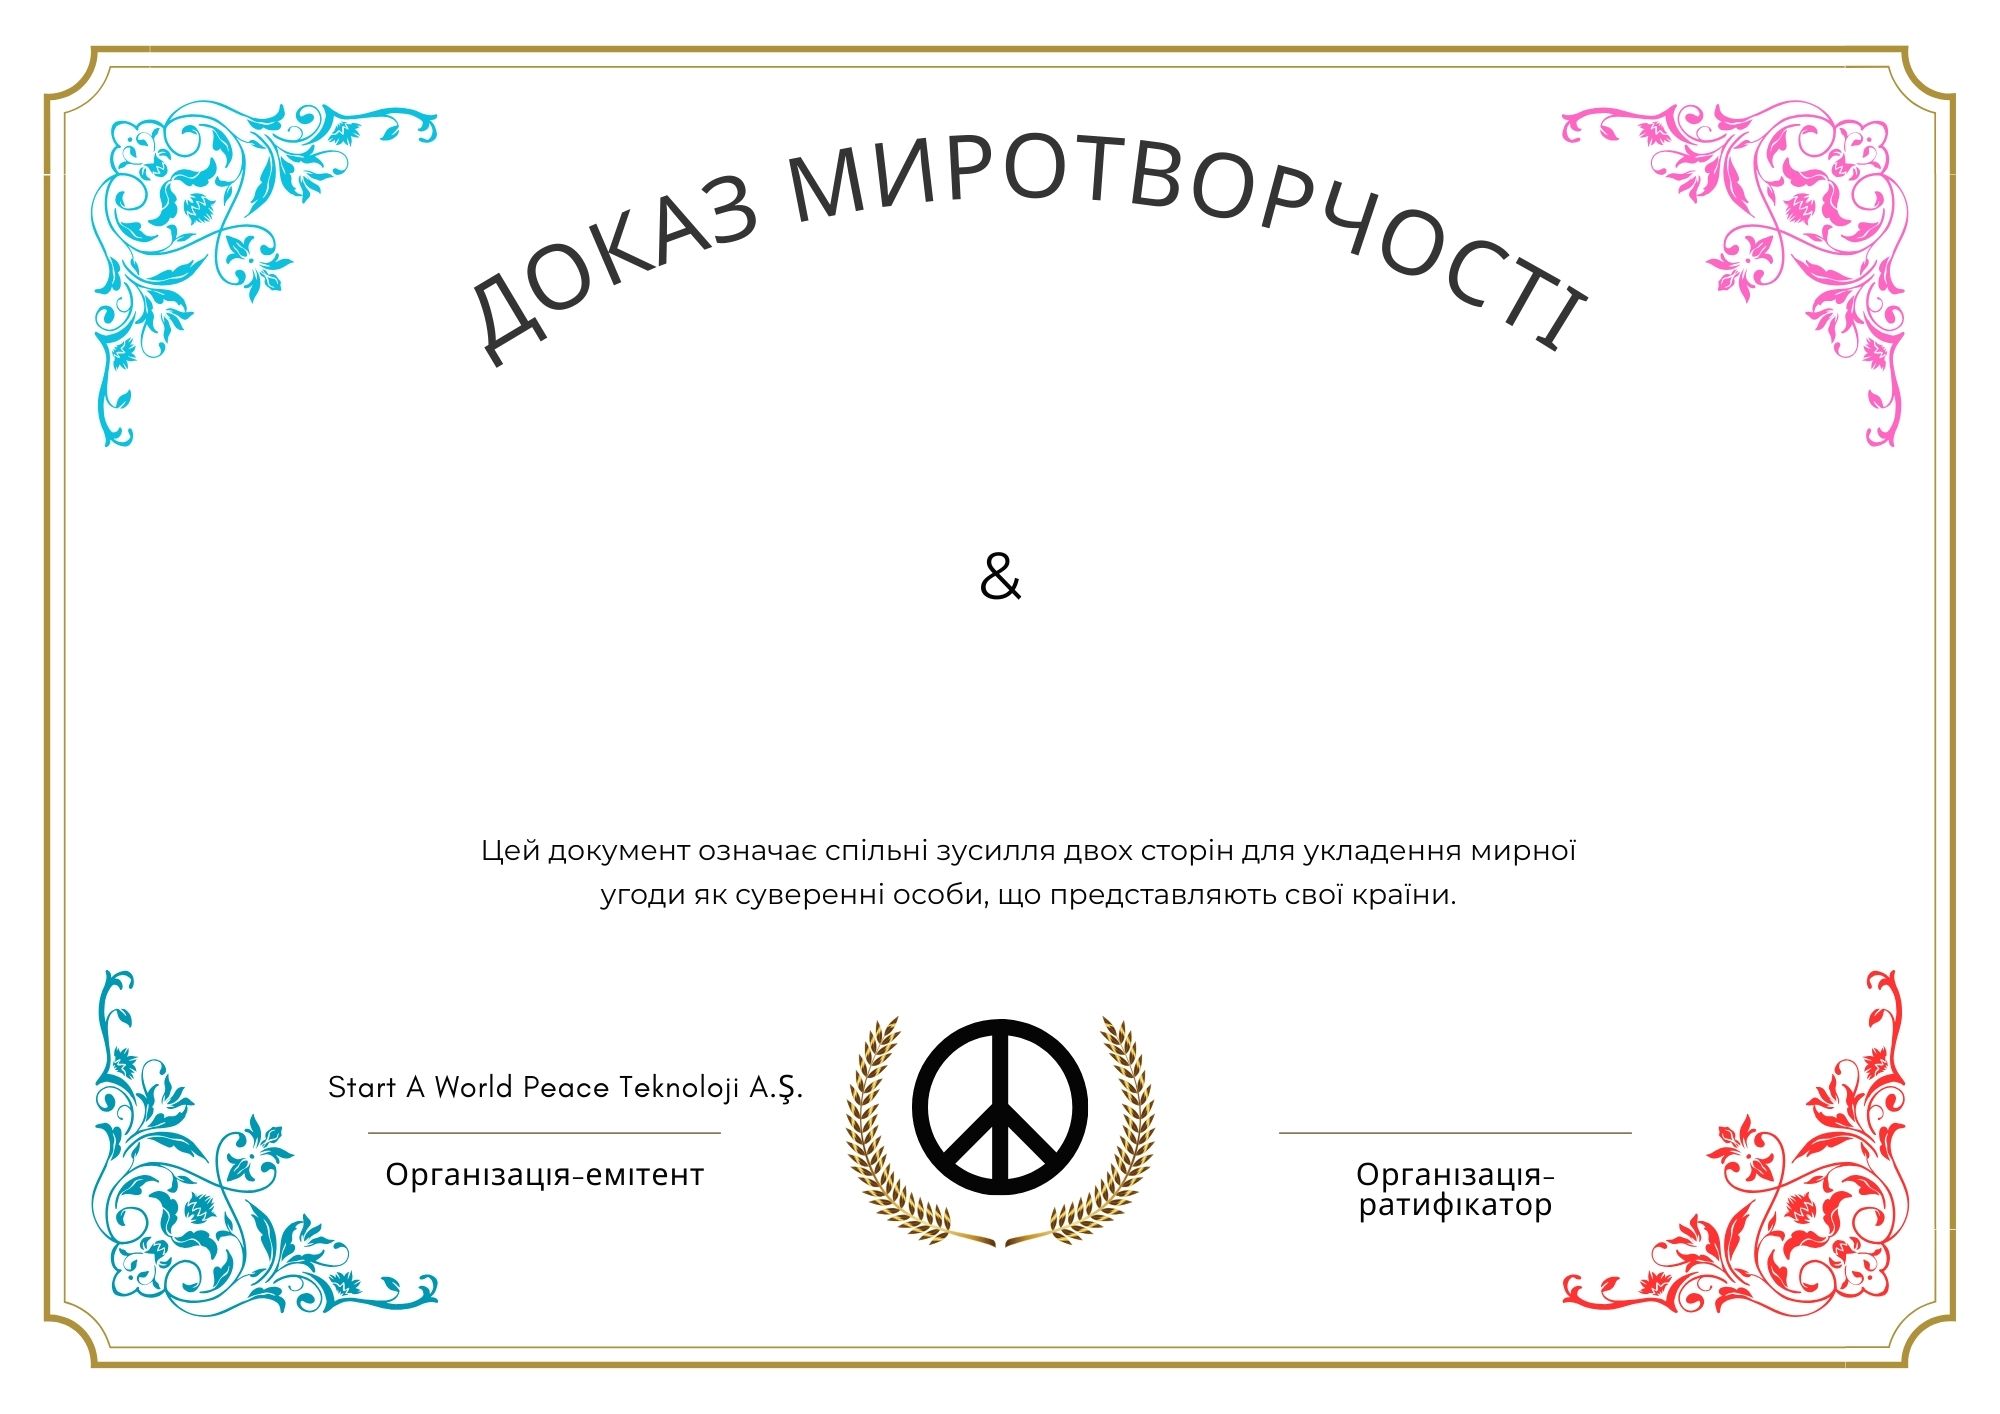 ДОКАЗ МИРОТВОРЧОСТІ
&
Цей документ означає спільні зусилля двох сторін для укладення мирної
угоди як суверенні особи, що представляють свої країни.
Start A World Peace Teknoloji A.Ş.
Організація-емітент
Організація-
ратифікатор